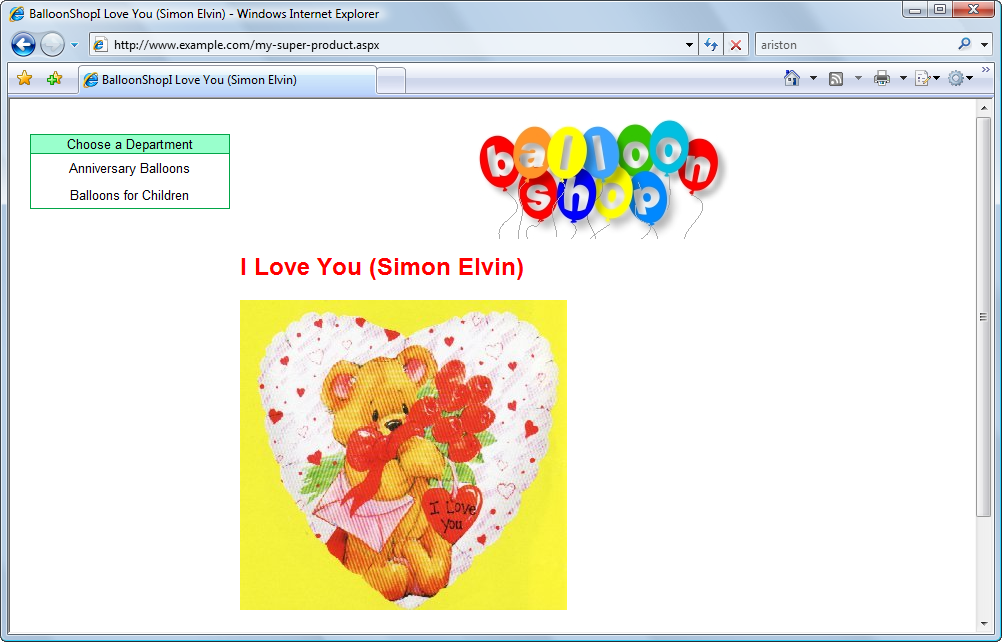 BalloonShopI Love You (Simon Elvin) - Windows Internet Explorer
http://www.example.com/my-super-product.aspx
ariston
BalloonShopI Love You (Simon Elvin)
balloon
shop
Choose a Department
Anniversary Balloons
Balloons for Children
I Love You (Simon Elvin)
I Love
you